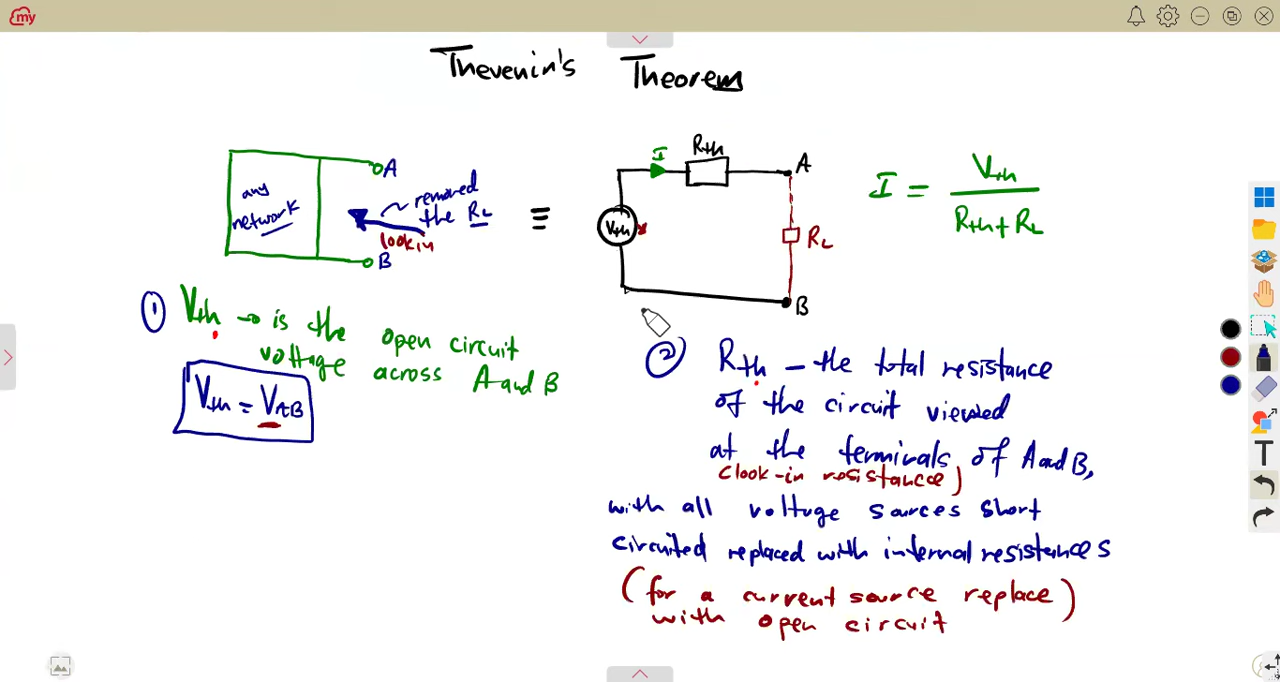 my
Thevenin's Theorem
any
network
A
B
removed
the RL
look in
≡
I
Rth
A
Vth
RL
B
I = Vth / Rth + RL
① Vth → is the open circuit
voltage across A and B
Vth = VAB
② Rth – the total resistance
of the circuit viewed
at the terminals of A and B,
(look-in resistance)
with all voltage sources short
circuited replaced with internal resistances
(for a current source replace)
with open circuit
T